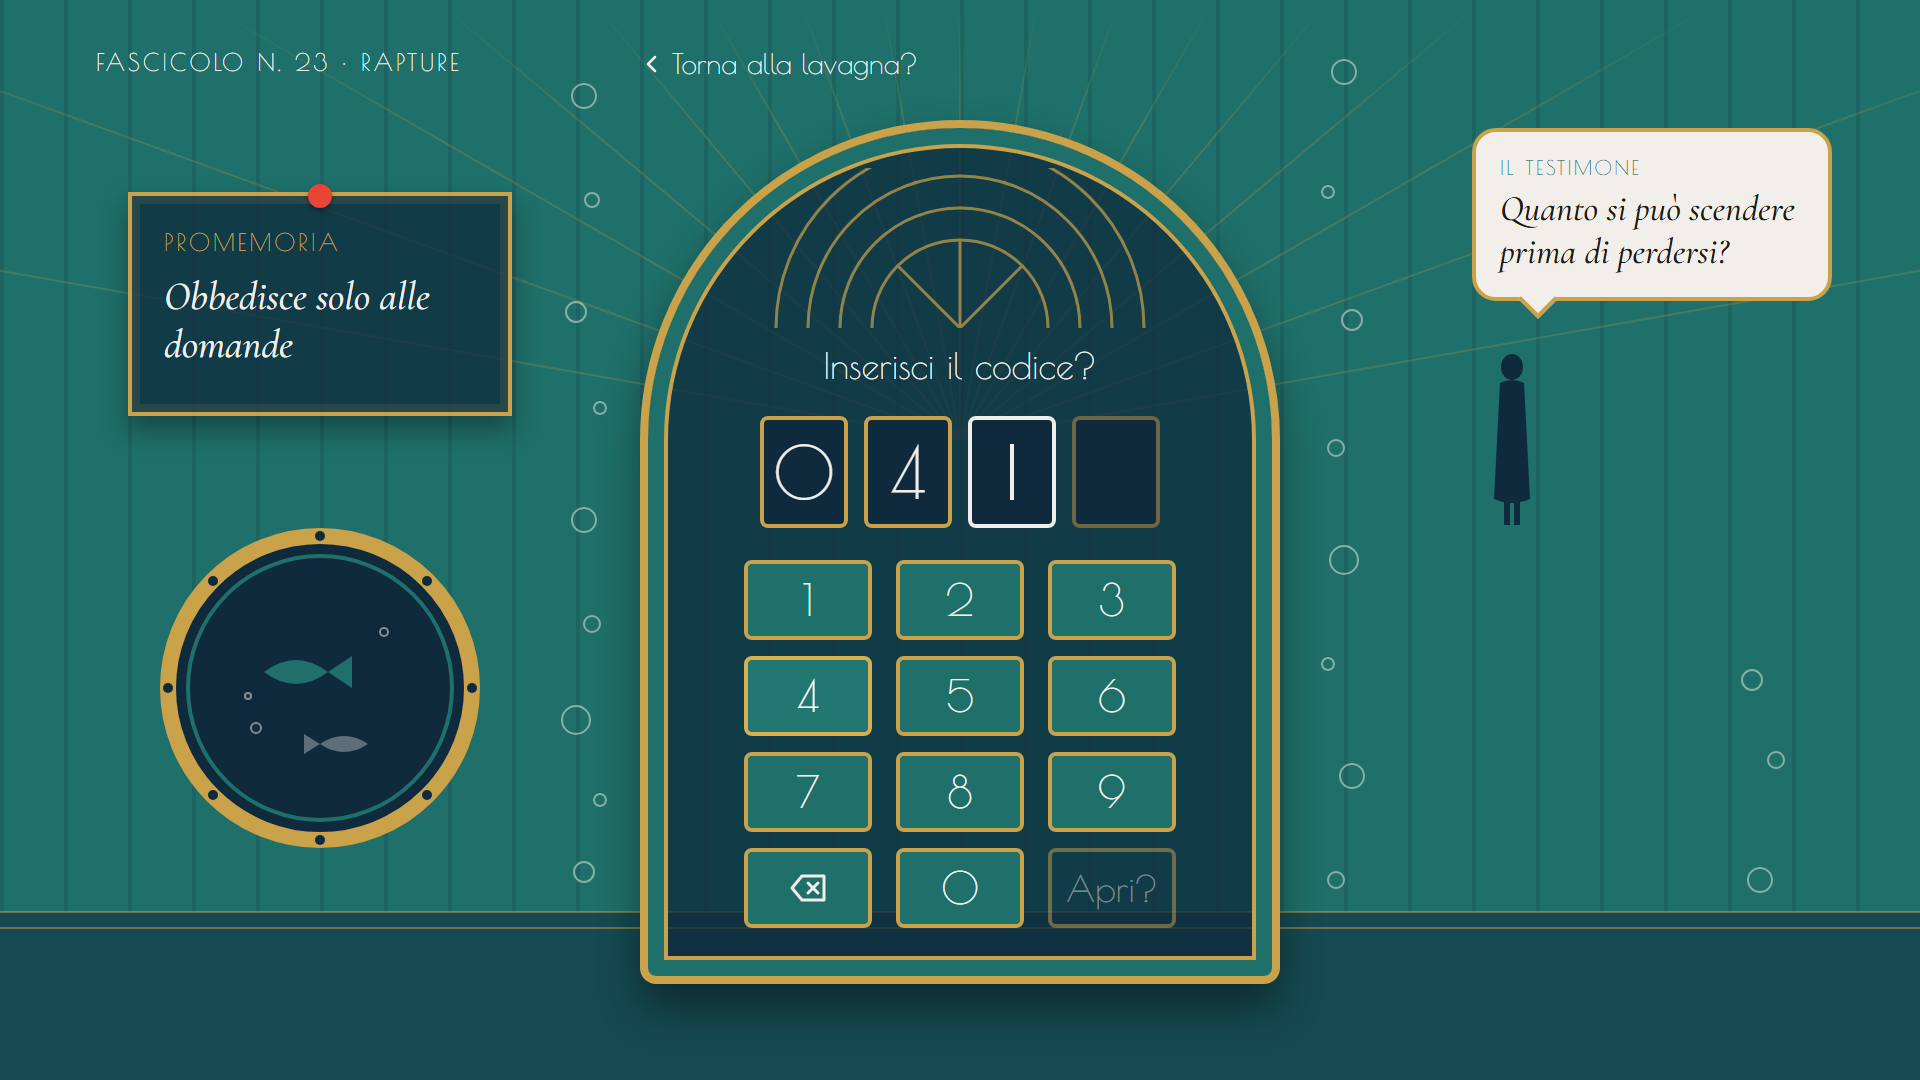 FASCICOLO N. 23 · RAPTURE
Torna alla lavagna?
PROMEMORIA
Obbedisce solo alle
domande
IL TESTIMONE
Quanto si può scendere
prima di perdersi?
Inserisci il codice?
0 4 1
1 2 3
4 5 6
7 8 9
0 Apri?